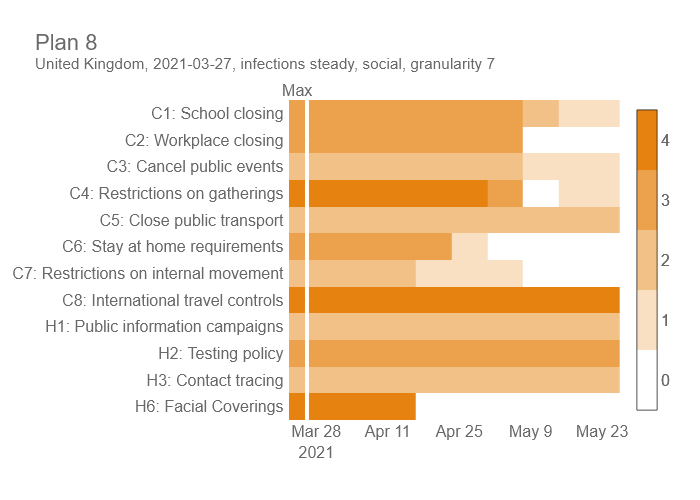 Plan 8
United Kingdom, 2021-03-27, infections steady, social, granularity 7
Max
C1: School closing
C2: Workplace closing
C3: Cancel public events
C4: Restrictions on gatherings
C5: Close public transport
C6: Stay at home requirements
C7: Restrictions on internal movement
C8: International travel controls
H1: Public information campaigns
H2: Testing policy
H3: Contact tracing
H6: Facial Coverings
Mar 28 Apr 11 Apr 25 May 9 May 23
2021
4
3
2
1
0